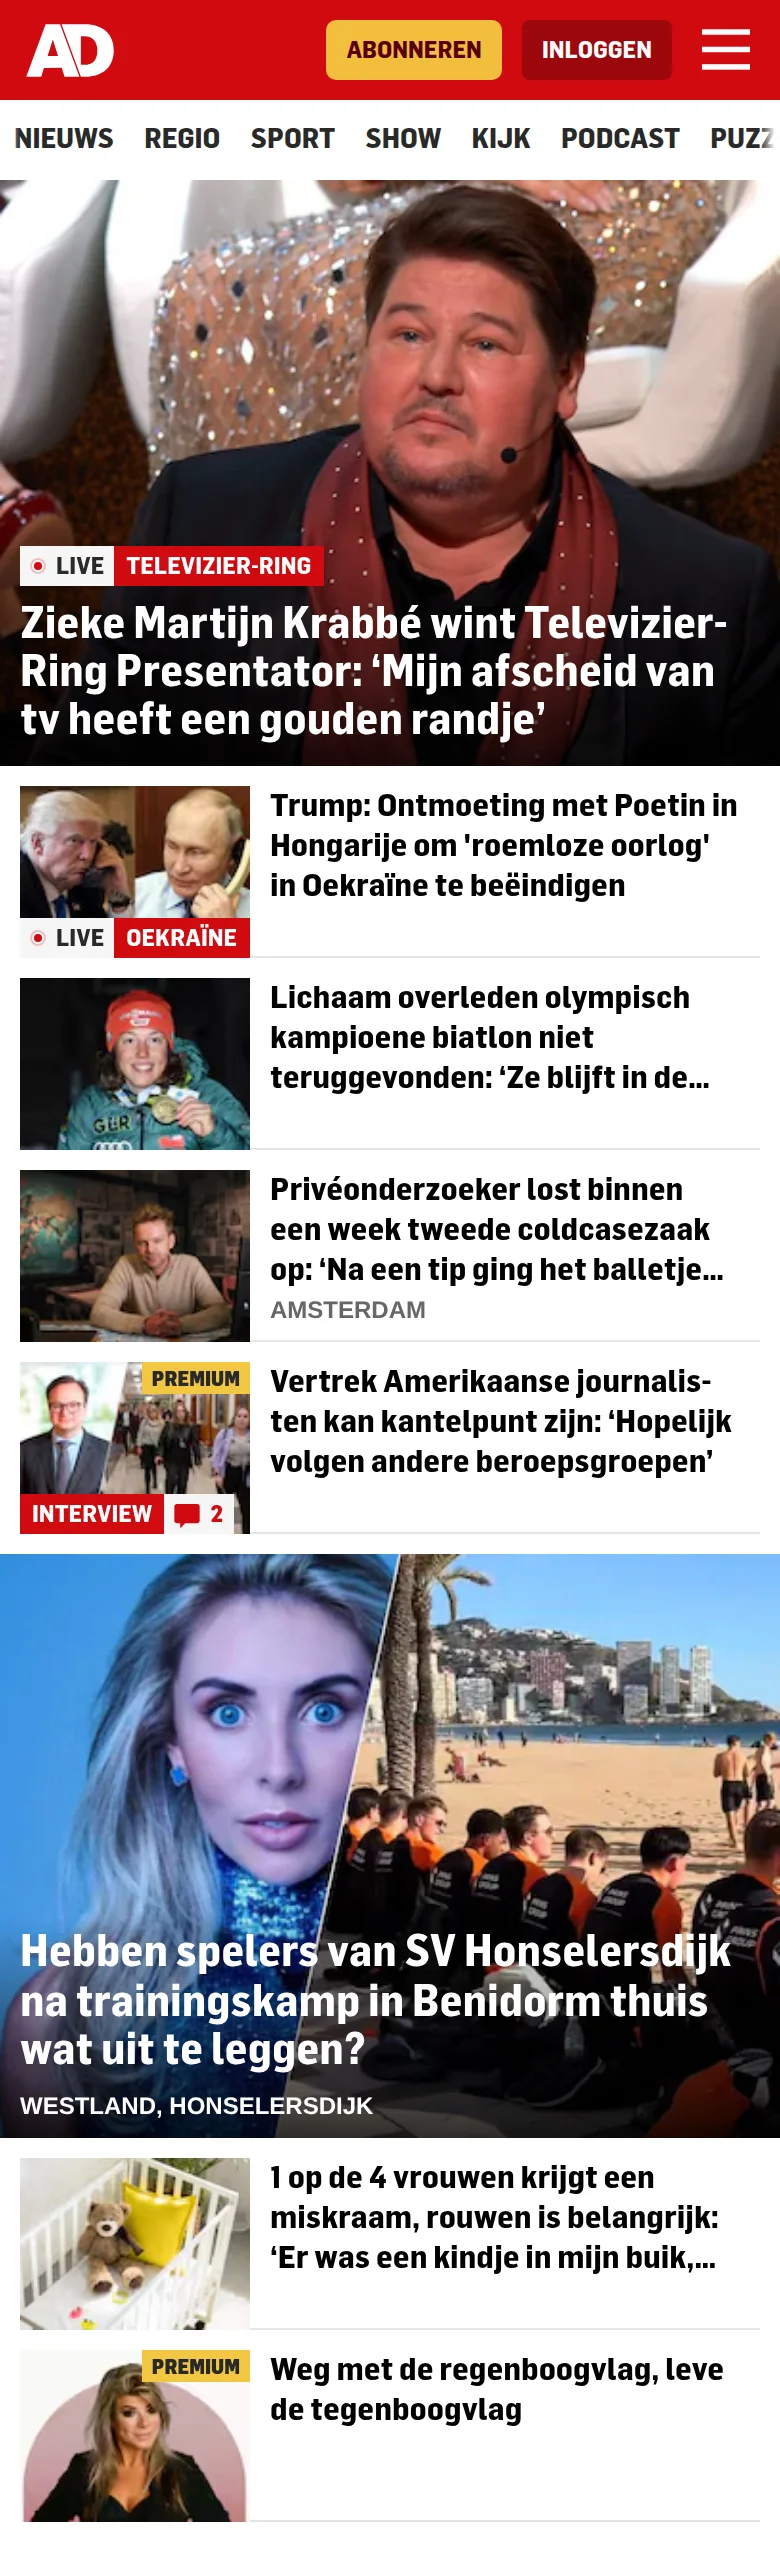 AD
ABONNEREN
INLOGGEN
NIEUWS REGIO SPORT SHOW KIJK PODCAST PUZZ
LIVE TELEVIZIER-RING
Zieke Martijn Krabbé wint Televizier-
Ring Presentator: ‘Mijn afscheid van
tv heeft een gouden randje’
Trump: Ontmoeting met Poetin in
Hongarije om 'roemloze oorlog'
in Oekraïne te beëindigen
LIVE OEKRAÏNE
Lichaam overleden olympisch
kampioene biatlon niet
teruggevonden: ‘Ze blijft in de...
GER
Privéonderzoeker lost binnen
een week tweede coldcasezaak
op: ‘Na een tip ging het balletje...
AMSTERDAM
PREMIUM
Vertrek Amerikaanse journalis-
ten kan kantelpunt zijn: ‘Hopelijk
volgen andere beroepsgroepen’
INTERVIEW 2
Hebben spelers van SV Honselersdijk
na trainingskamp in Benidorm thuis
wat uit te leggen?
WESTLAND, HONSELERSDIJK
1 op de 4 vrouwen krijgt een
miskraam, rouwen is belangrijk:
‘Er was een kindje in mijn buik,...
PREMIUM
Weg met de regenboogvlag, leve
de tegenboogvlag